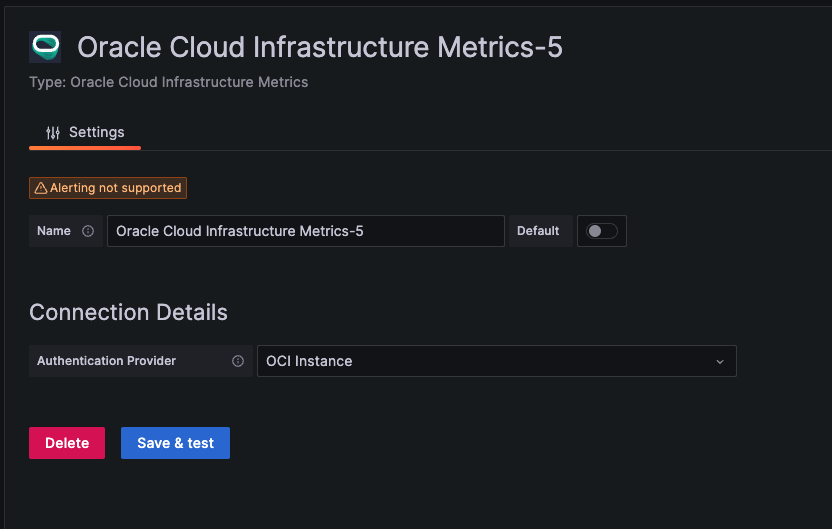 Oracle Cloud Infrastructure Metrics-5
Type: Oracle Cloud Infrastructure Metrics
Settings
Alerting not supported
Name Oracle Cloud Infrastructure Metrics-5 Default
Connection Details
Authentication Provider OCI Instance
Delete Save & test